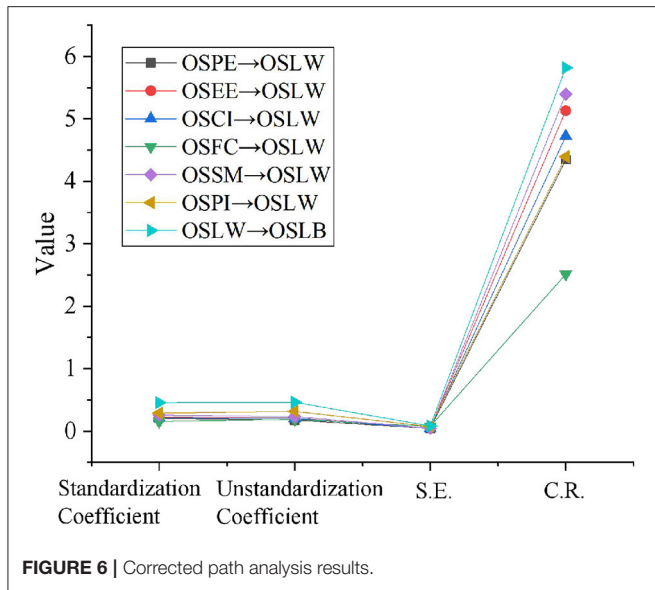 6
5
4
3
2
1
0
Value
OSPE→OSLW
OSEE→OSLW
OSCI→OSLW
OSFC→OSLW
OSSM→OSLW
OSPI→OSLW
OSLW→OSLB
Standardization Unstandardization S.E. C.R.
Coefficient Coefficient
FIGURE 6 | Corrected path analysis results.